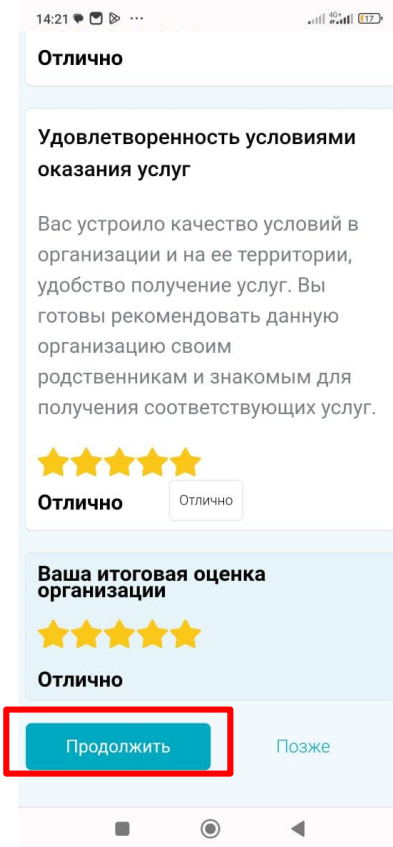 14:21
4G+
17
Отлично
Удовлетворенность условиями
оказания услуг
Вас устроило качество условий в
организации и на ее территории,
удобство получение услуг. Вы
готовы рекомендовать данную
организацию своим
родственникам и знакомым для
получения соответствующих услуг.
Отлично
Отлично
Ваша итоговая оценка
организации
Отлично
Продолжить
Позже